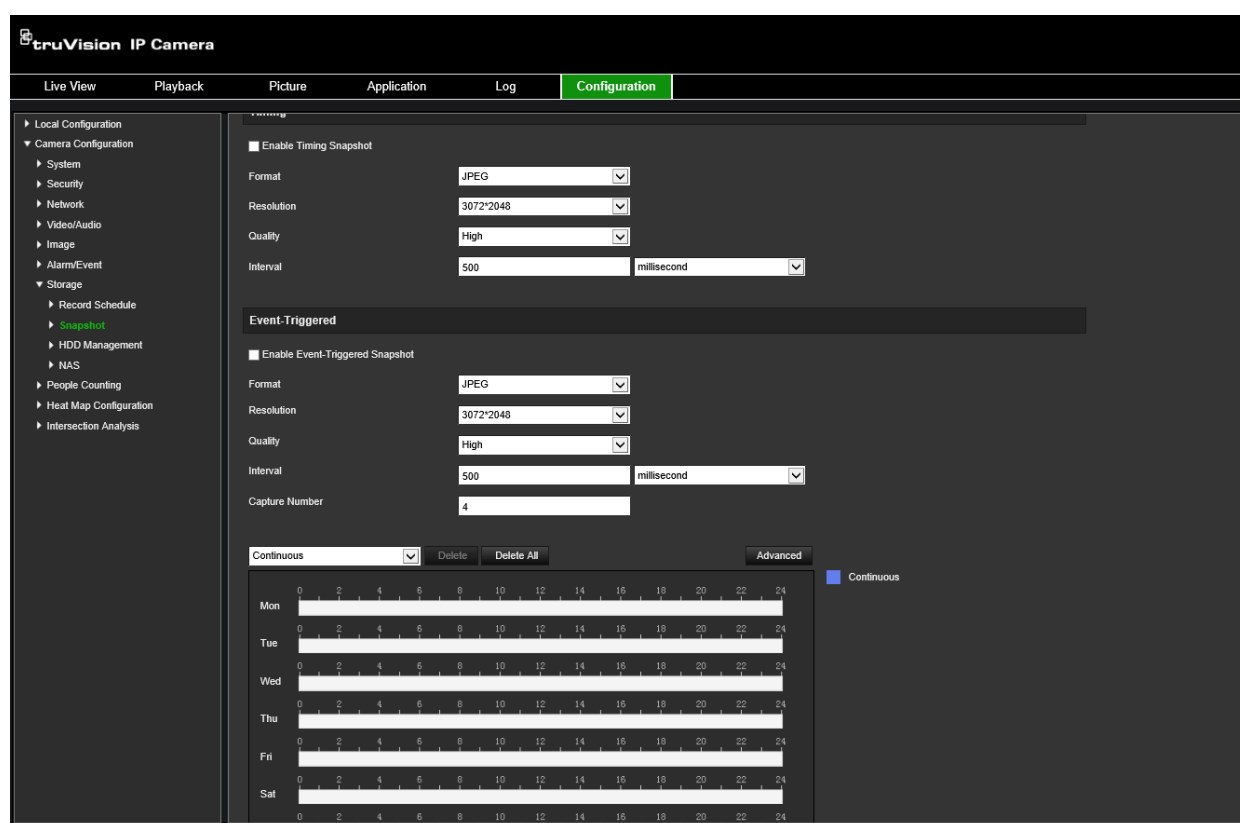 truVision IP Camera
Live View Playback Picture Application Log Configuration
Local Configuration
Camera Configuration
System
Security
Network
Video/Audio
Image
Alarm/Event
Storage
Record Schedule
Snapshot
HDD Management
NAS
People Counting
Heat Map Configuration
Intersection Analysis
Timing
Enable Timing Snapshot
Format JPEG
Resolution 3072*2048
Quality High
Interval 500 millisecond
Event-Triggered
Enable Event-Triggered Snapshot
Format JPEG
Resolution 3072*2048
Quality High
Interval 500 millisecond
Capture Number 4
Continuous Delete Delete All Advanced
Continuous
0 2 4 6 8 10 12 14 16 18 20 22 24
Mon
0 2 4 6 8 10 12 14 16 18 20 22 24
Tue
0 2 4 6 8 10 12 14 16 18 20 22 24
Wed
0 2 4 6 8 10 12 14 16 18 20 22 24
Thu
0 2 4 6 8 10 12 14 16 18 20 22 24
Fri
0 2 4 6 8 10 12 14 16 18 20 22 24
Sat
0 2 4 6 8 10 12 14 16 18 20 22 24